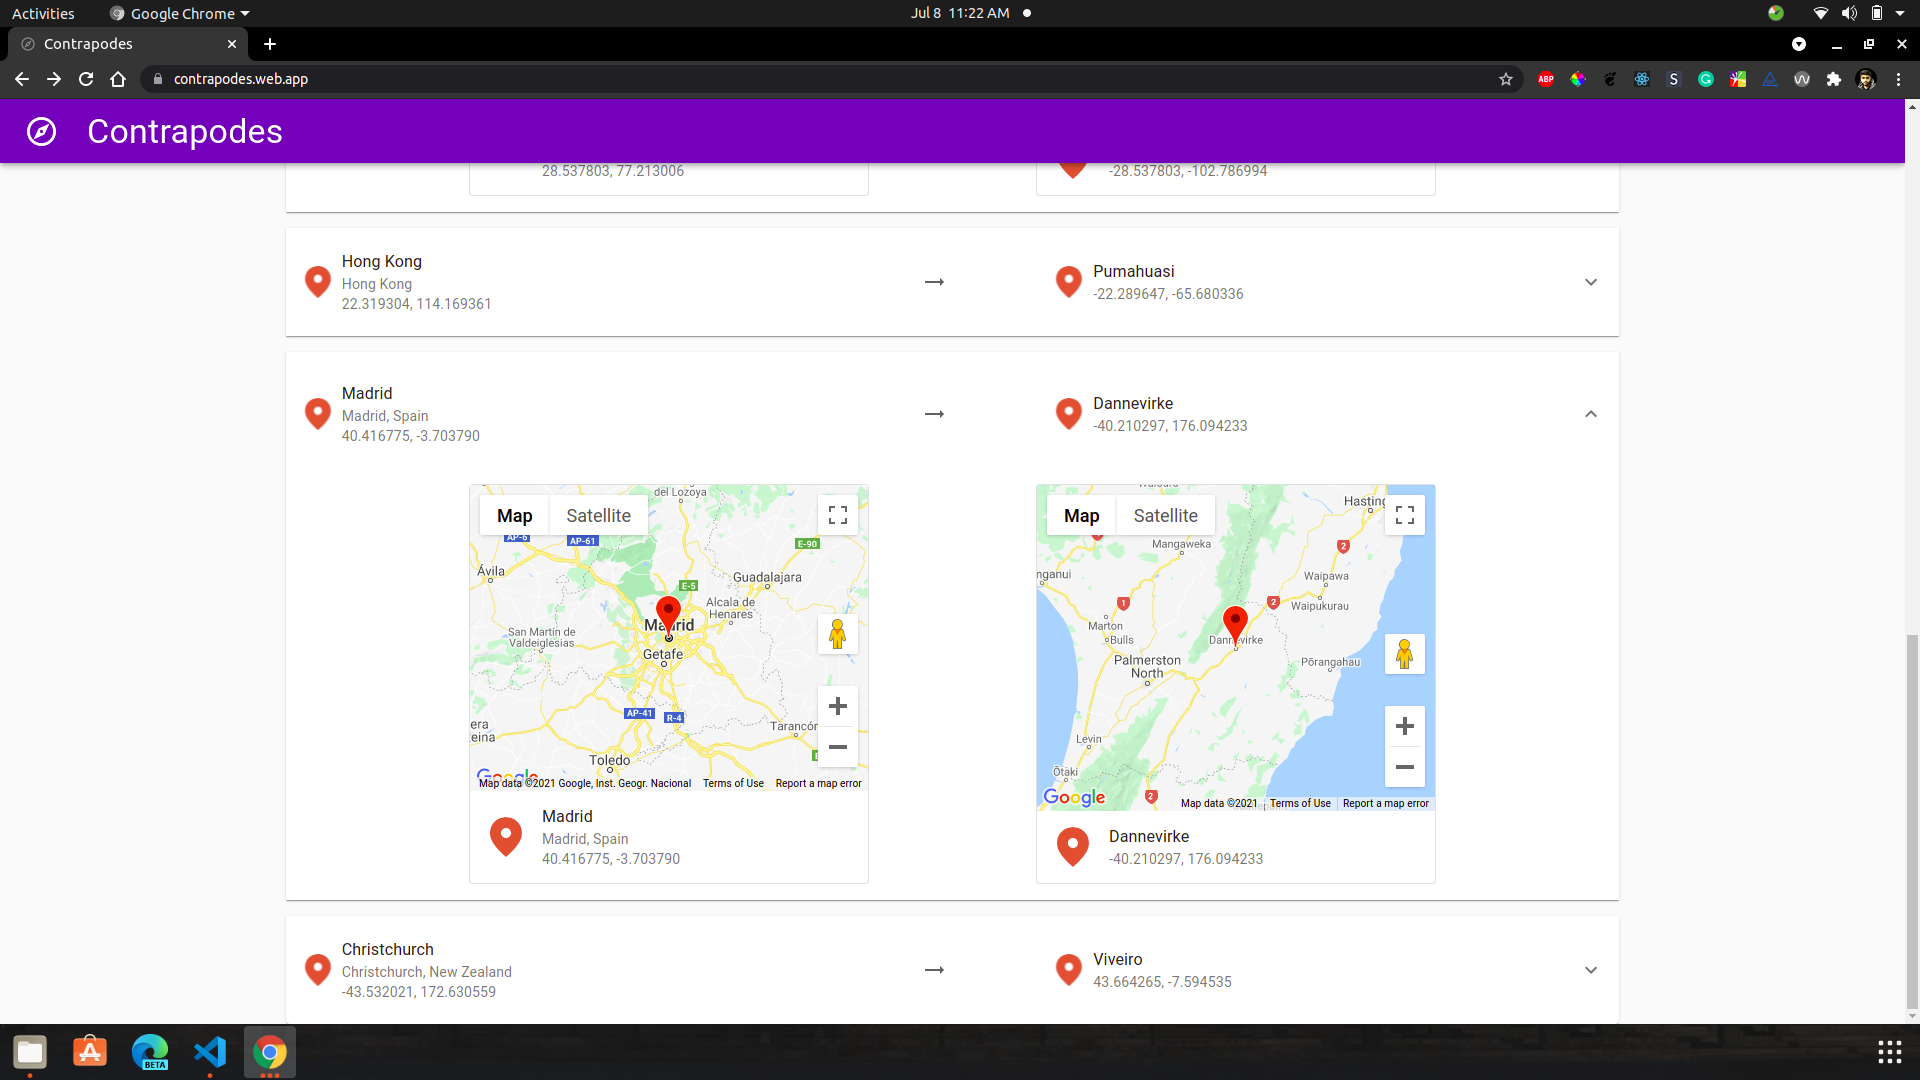 Activities
Google Chrome
Jul 8 11:22 AM
Contrapodes
contrapodes.web.app
ABP
S
Contrapodes
28.537803, 77.213006
-28.537803, -102.786994
Hong Kong
Hong Kong
22.319304, 114.169361
Pumahuasi
-22.289647, -65.680336
Madrid
Madrid, Spain
40.416775, -3.703790
Dannevirke
-40.210297, 176.094233
Map
Satellite
del Lozoya
AP-6
AP-61
E-90
Ávila
E-5
Guadalajara
Alcala de
Henares
Madrid
San Martín de
Valdeiglesias
Getafe
AP-41
R-4
era
eina
Tarancón
Toledo
Google
Map data ©2021 Google, Inst. Geogr. Nacional
Terms of Use
Report a map error
Madrid
Madrid, Spain
40.416775, -3.703790
Map
Satellite
Hasting
Mangaweka
2
nganui
Waipawa
1
2
Waipukurau
Marton
Bulls
Dannevirke
Palmerston
North
Pōrangahau
Levin
Ōtaki
2
Google
Map data ©2021
Terms of Use
Report a map error
Dannevirke
-40.210297, 176.094233
Christchurch
Christchurch, New Zealand
-43.532021, 172.630559
Viveiro
43.664265, -7.594535
BETA